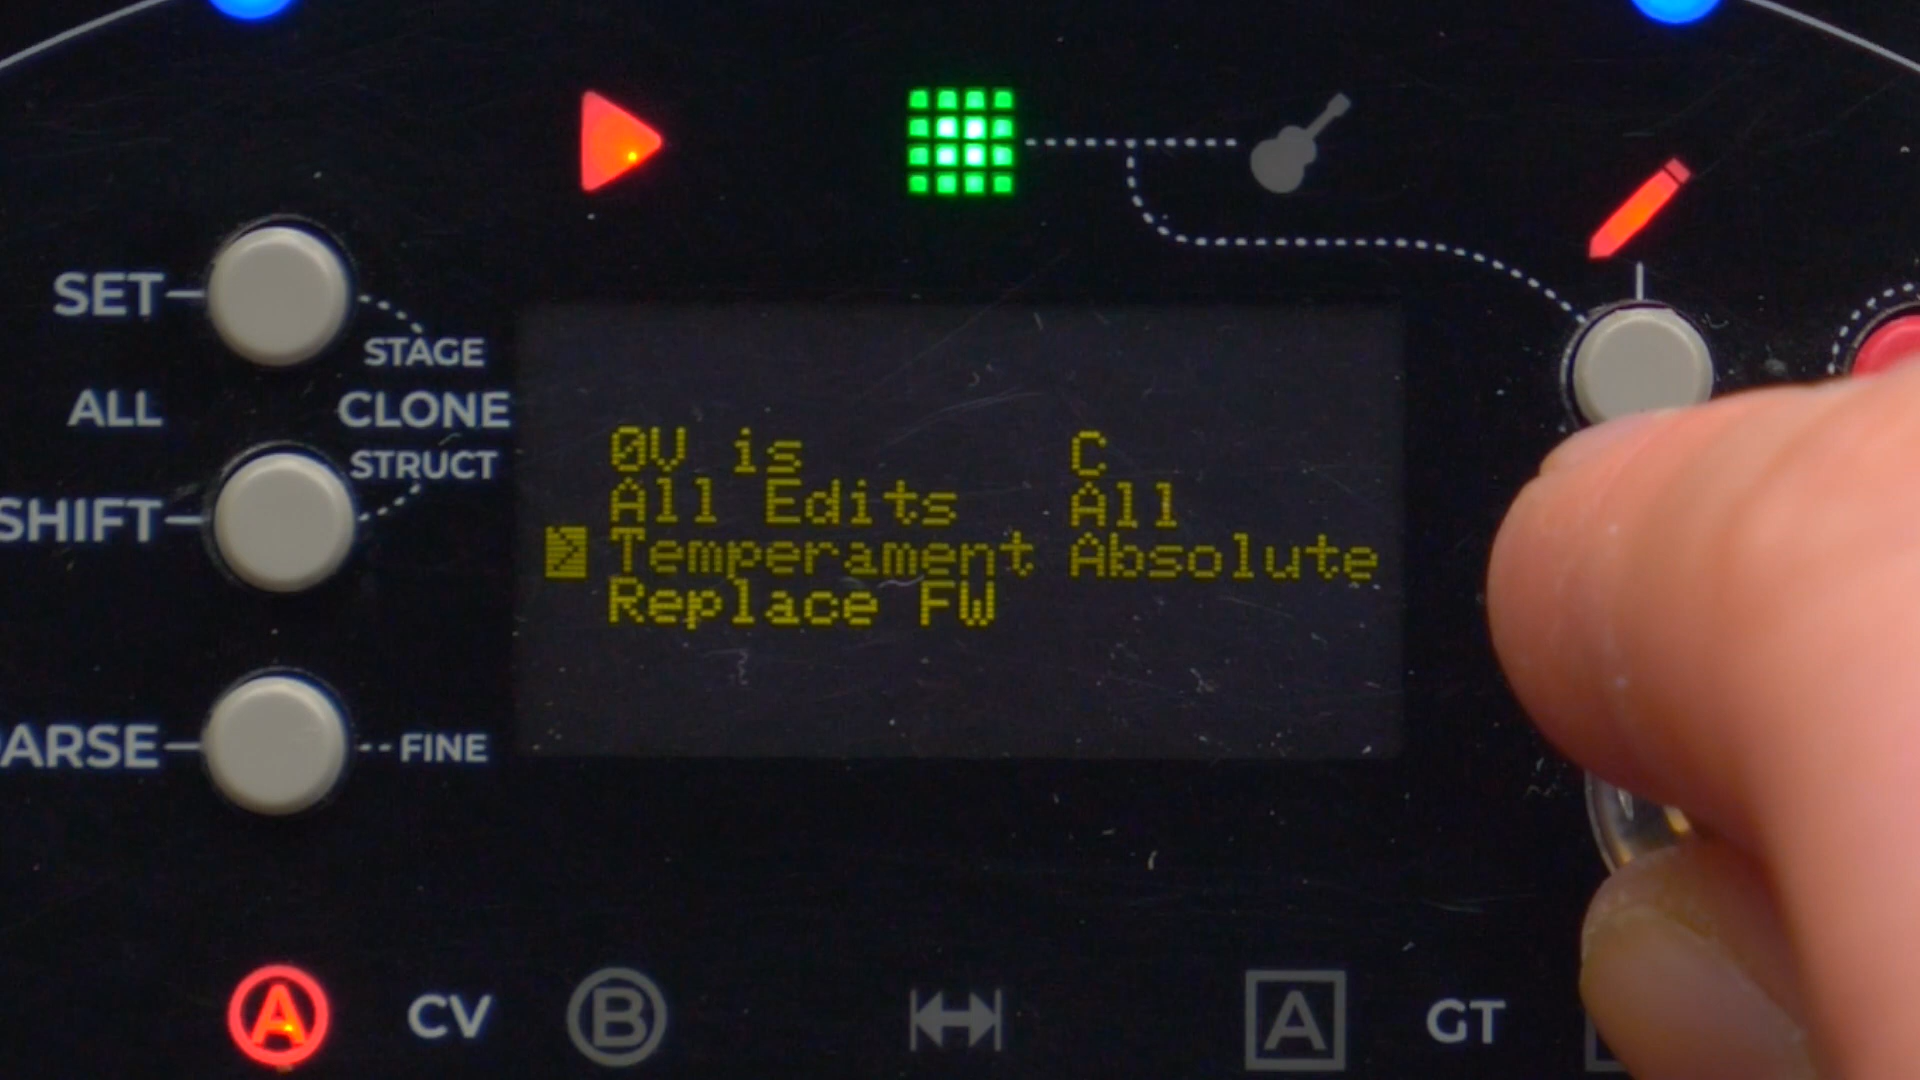 SET
STAGE
ALL
CLONE
STRUCT
SHIFT
0V is C
All Edits All
> Temperament Absolute
Replace FW
ARSE
FINE
A CV B
A GT